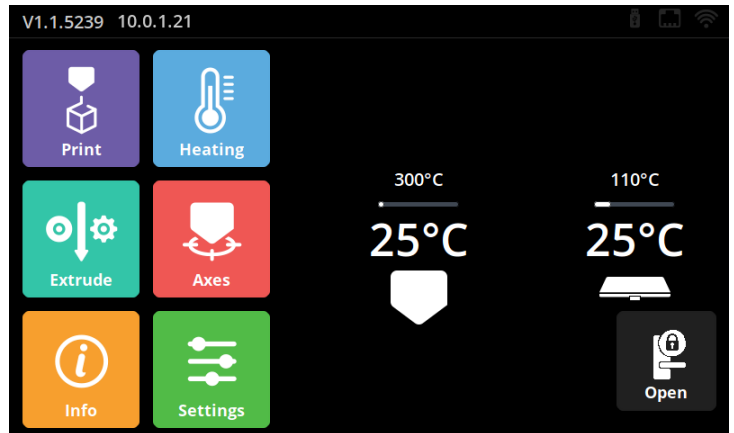 V1.1.5239 10.0.1.21
Print
Heating
300°C
110°C
25°C
25°C
Extrude
Axes
Info
Settings
Open